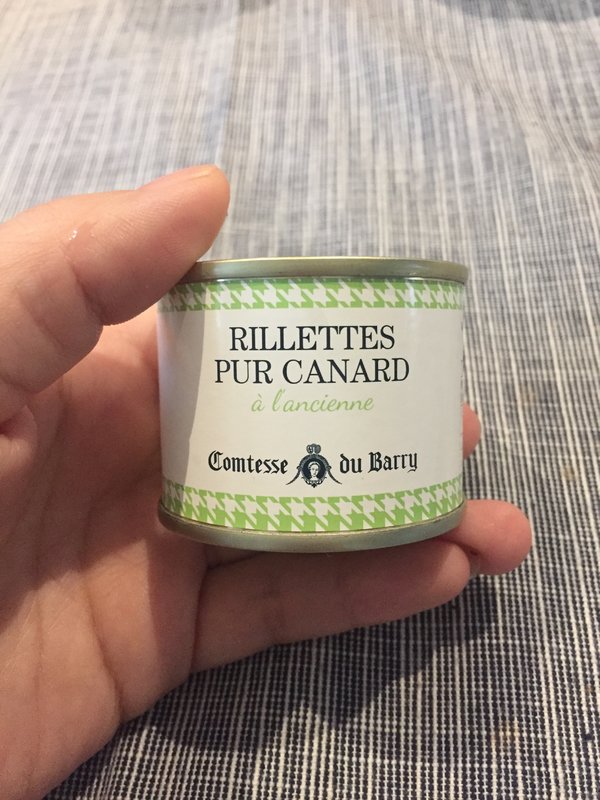 RILLETTES
PUR CANARD
à l'ancienne
Comtesse du Barry